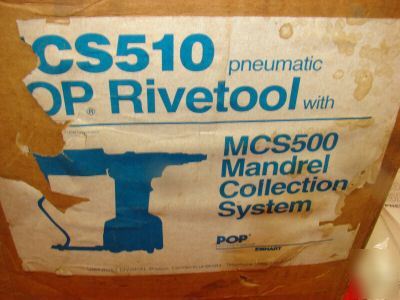 CS510 pneumatic
OP® Rivetool with
MCS500
Mandrel
Collection
System
POP®
EMHART